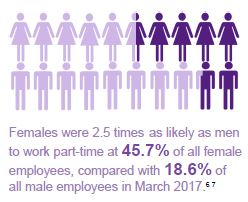 Females were 2.5 times as likely as men
to work part-time at 45.7% of all female
employees, compared with 18.6% of
all male employees in March 2017.⁶ ⁷